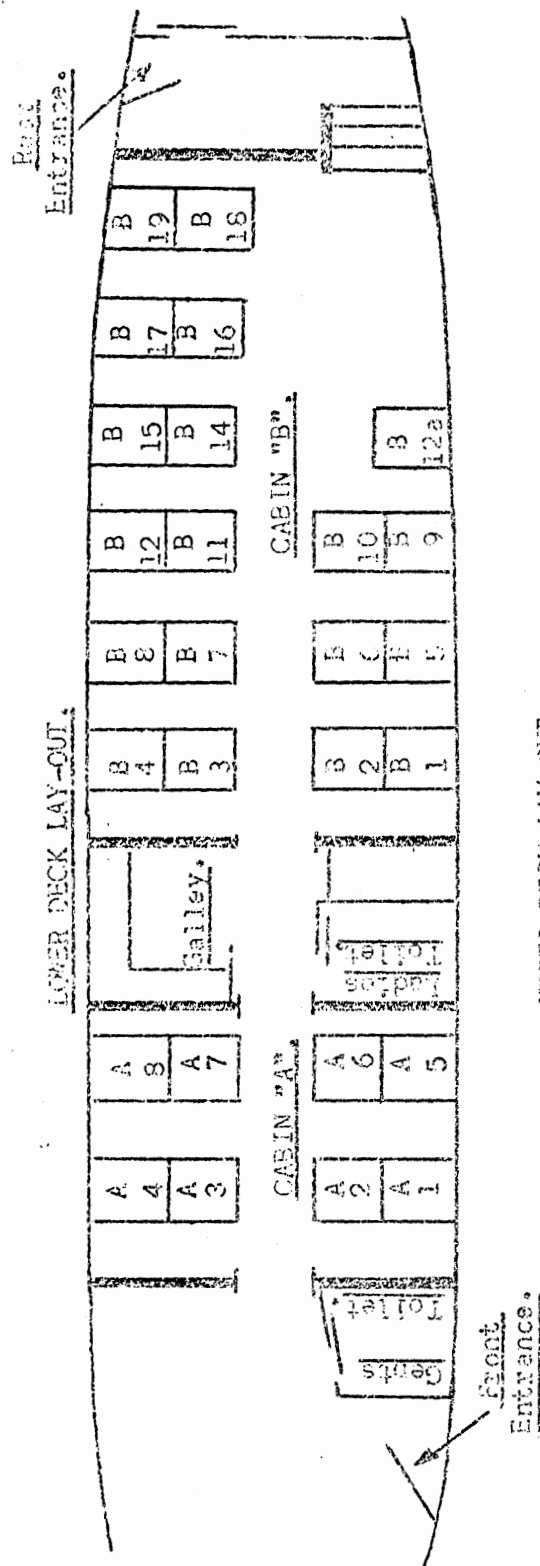 LOWER DECK LAY-OUT.
Entrance.
B
19
B
18
B
17
B
16
B
15
B
14
B
12a
B
12
B
11
B
10
9
B
8
B
7
B
6
5
B
4
B
3
B
2
B
1
CABIN "B".
Galley.
Ladies
Toilet.
A
8
A
7
A
6
A
5
CABIN "A".
A
4
A
3
A
2
A
1
Gents
Toilet.
Front
Entrance.